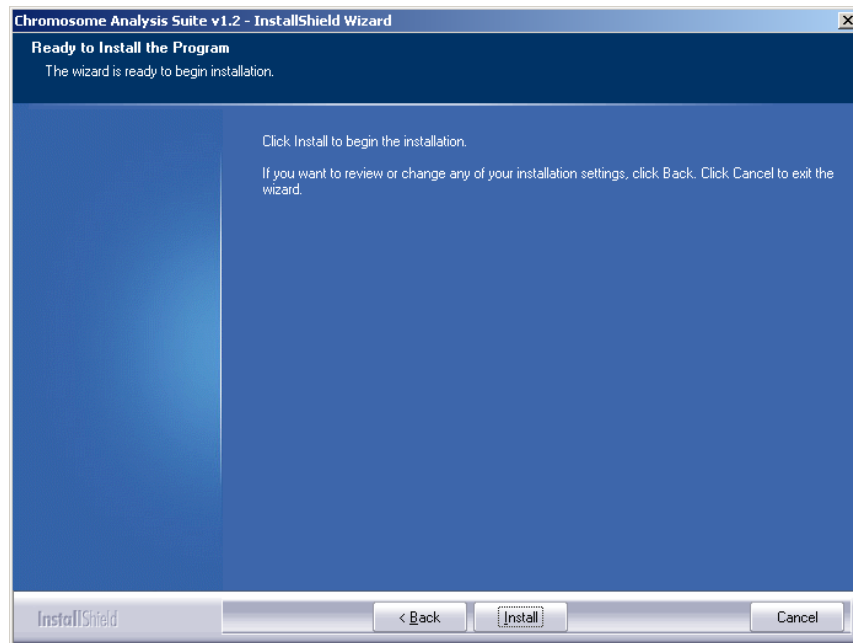 Chromosome Analysis Suite v1.2 - InstallShield Wizard
Ready to Install the Program
The wizard is ready to begin installation.
Click Install to begin the installation.
If you want to review or change any of your installation settings, click Back. Click Cancel to exit the
wizard.
InstallShield
< Back Install Cancel